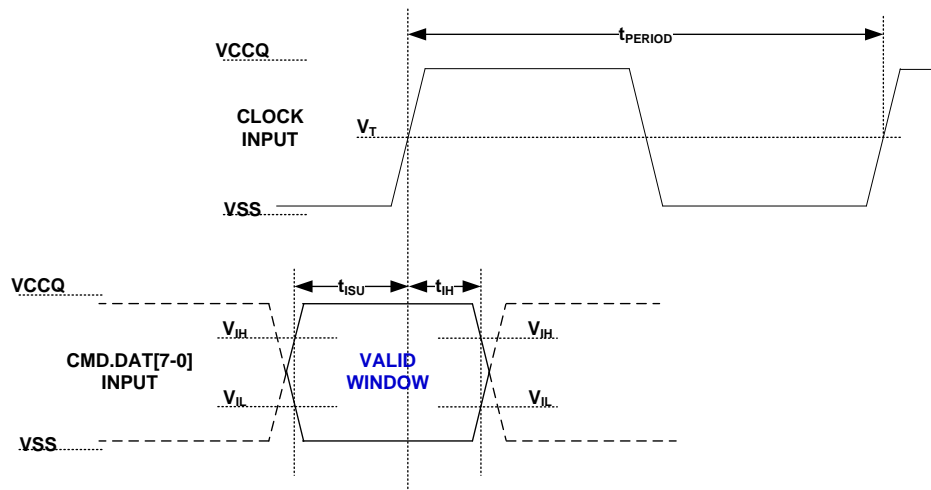 tPERIOD
VCCQ
CLOCK
INPUT
VT
VSS
VCCQ
tISU
tIH
VIH
VIH
CMD.DAT[7-0]
INPUT
VALID
WINDOW
VIL
VIL
VSS